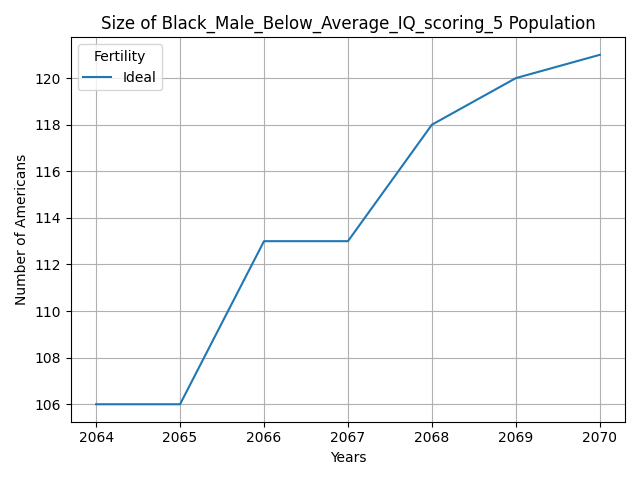 Size of Black_Male_Below_Average_IQ_scoring_5 Population
Fertility
Ideal
Number of Americans
120
118
116
114
112
110
108
106
2064 2065 2066 2067 2068 2069 2070
Years